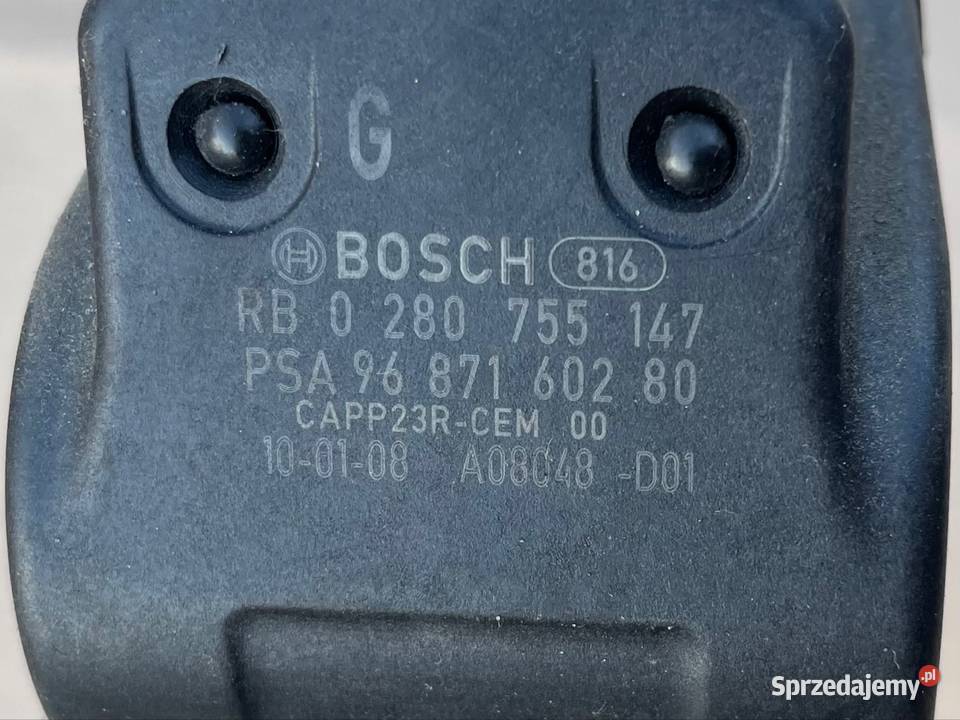 G
BOSCH 816
RB 0 280 755 147
PSA 96 871 602 80
CAPP23R-CEM 00
10-01-08 A08048 -D01
Sprzedajemy.pl